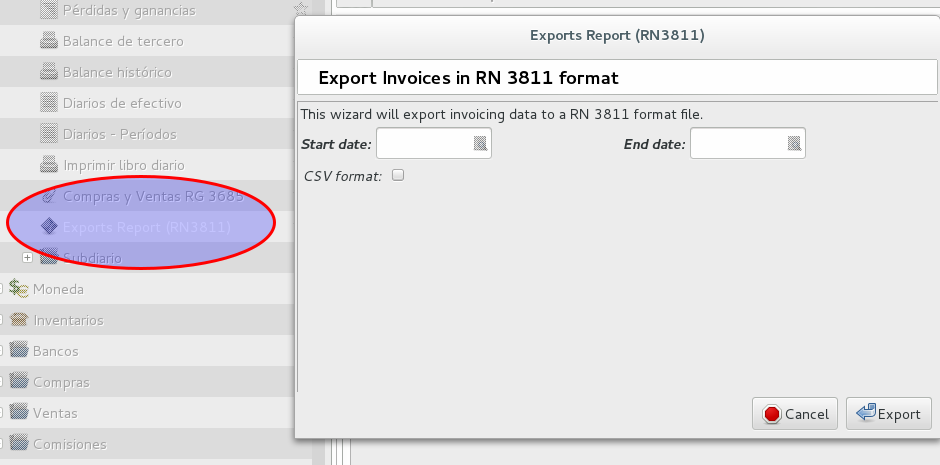 Pérdidas y ganancias
Balance de tercero
Balance histórico
Diarios de efectivo
Diarios - Períodos
Imprimir libro diario
Compras y Ventas RG 3685
Exports Report (RN3811)
Subdiario
Moneda
Inventarios
Bancos
Compras
Ventas
Comisiones
Exports Report (RN3811)
Export Invoices in RN 3811 format
This wizard will export invoicing data to a RN 3811 format file.
Start date: End date:
CSV format:
Cancel Export